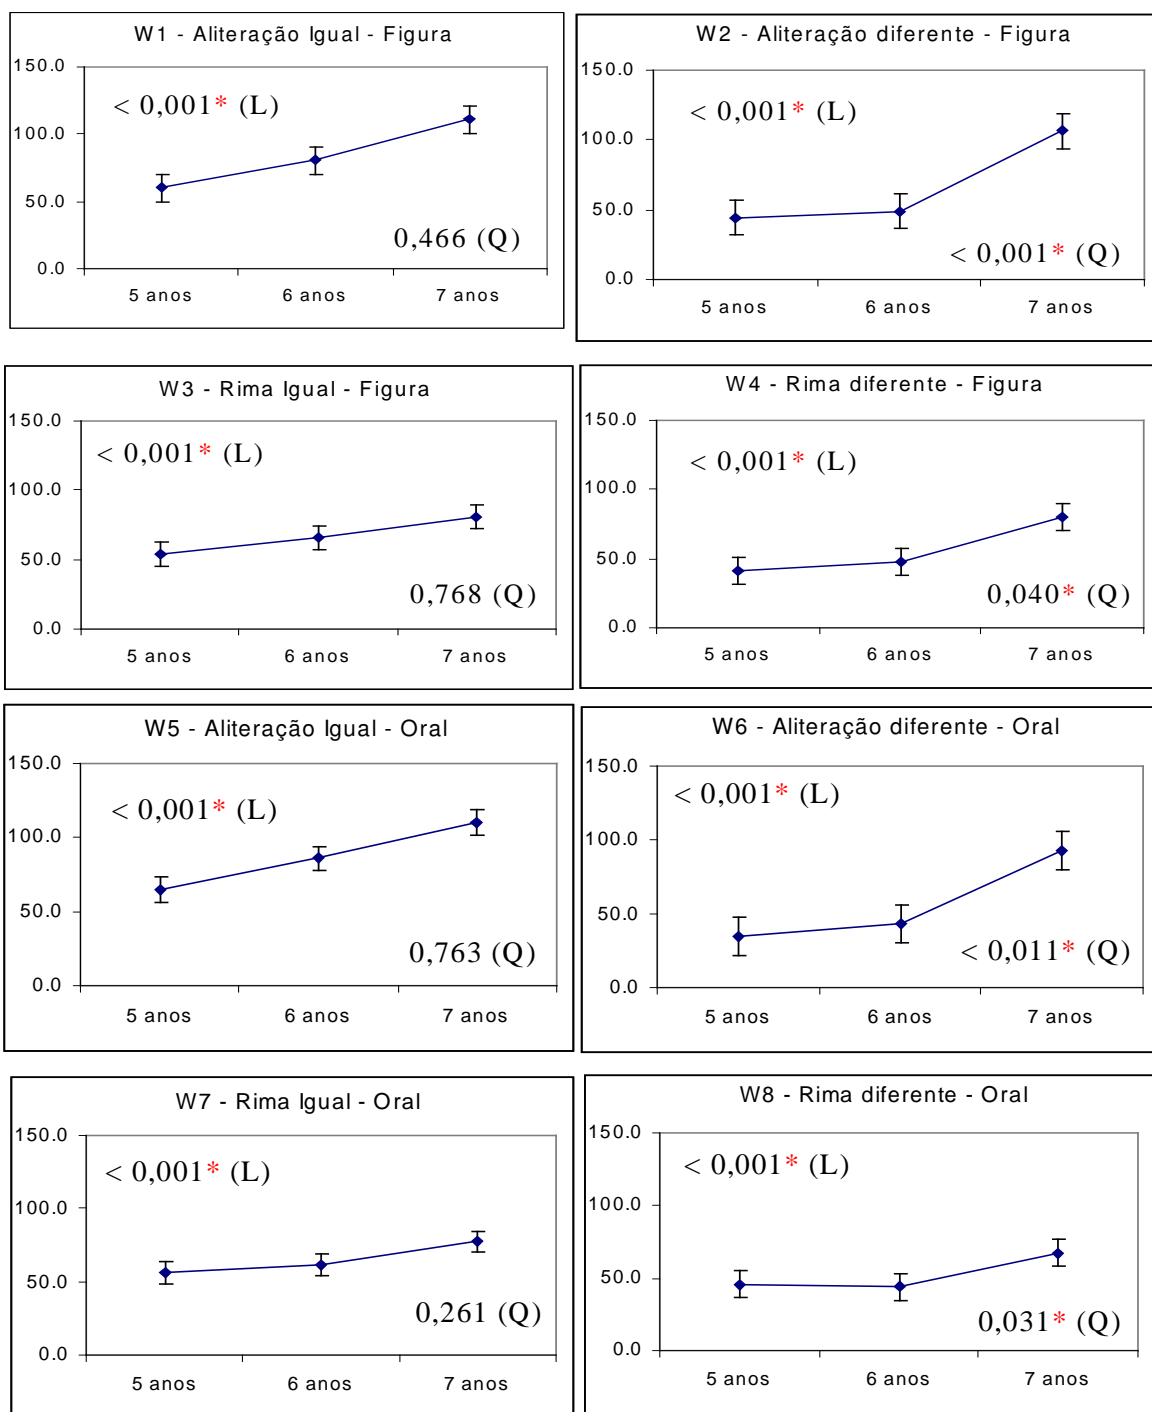 W1 - Aliteração Igual - Figura
150.0
< 0,001* (L)
100.0
50.0
0,466 (Q)
0.0
5 anos 6 anos 7 anos
W2 - Aliteração diferente - Figura
150.0
< 0,001* (L)
100.0
50.0
< 0,001* (Q)
0.0
5 anos 6 anos 7 anos
W3 - Rima Igual - Figura
150.0
< 0,001* (L)
100.0
50.0
0,768 (Q)
0.0
5 anos 6 anos 7 anos
W4 - Rima diferente - Figura
150.0
< 0,001* (L)
100.0
50.0
0,040* (Q)
0.0
5 anos 6 anos 7 anos
W5 - Aliteração Igual - Oral
150.0
< 0,001* (L)
100.0
50.0
0,763 (Q)
0.0
5 anos 6 anos 7 anos
W6 - Aliteração diferente - Oral
150.0
< 0,001* (L)
100.0
50.0
< 0,011* (Q)
0.0
5 anos 6 anos 7 anos
W7 - Rima Igual - Oral
150.0
< 0,001* (L)
100.0
50.0
0,261 (Q)
0.0
5 anos 6 anos 7 anos
W8 - Rima diferente - Oral
150.0
< 0,001* (L)
100.0
50.0
0,031* (Q)
0.0
5 anos 6 anos 7 anos